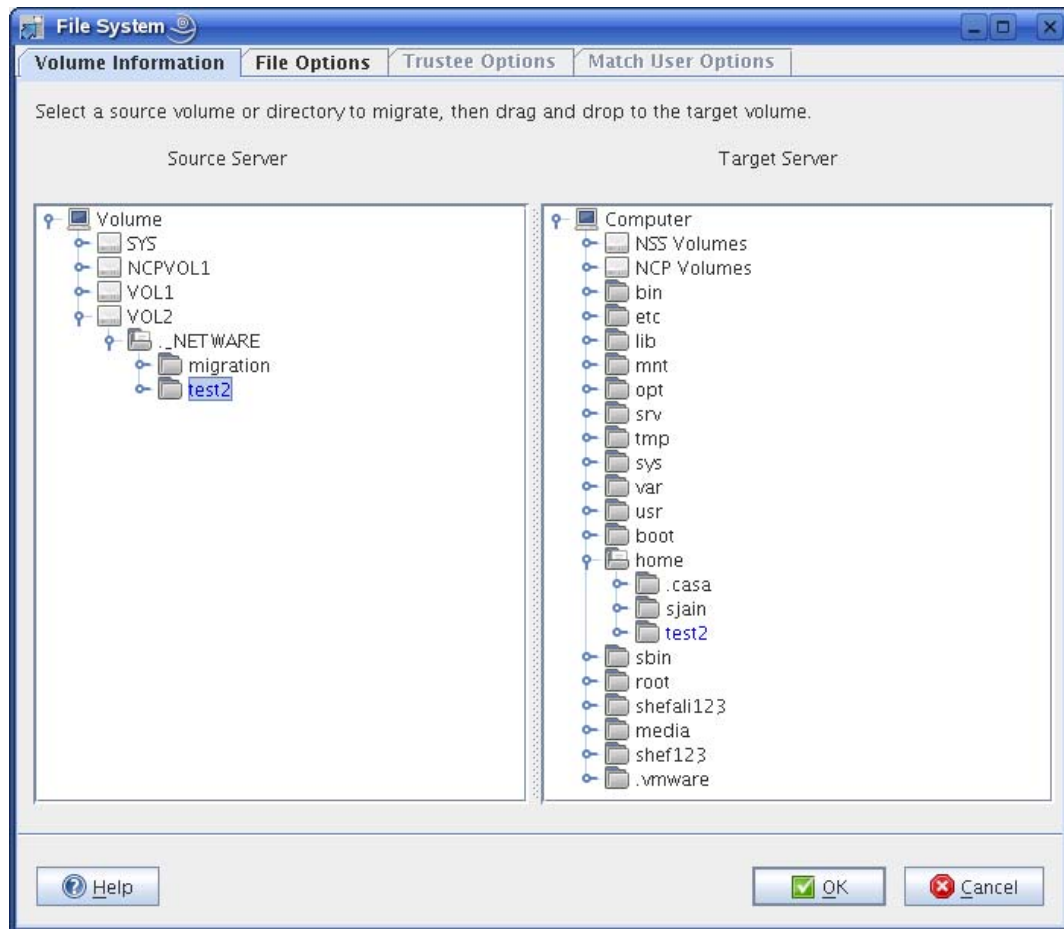 File System
Volume Information File Options Trustee Options Match User Options
Select a source volume or directory to migrate, then drag and drop to the target volume.
Source Server
Target Server
Volume
SYS
NCPVOL1
VOL1
VOL2
._NETWARE
migration
test2
Computer
NSS Volumes
NCP Volumes
bin
etc
lib
mnt
opt
srv
tmp
sys
var
usr
boot
home
.casa
sjain
test2
sbin
root
shefali123
media
shef123
.vmware
Help
OK
Cancel